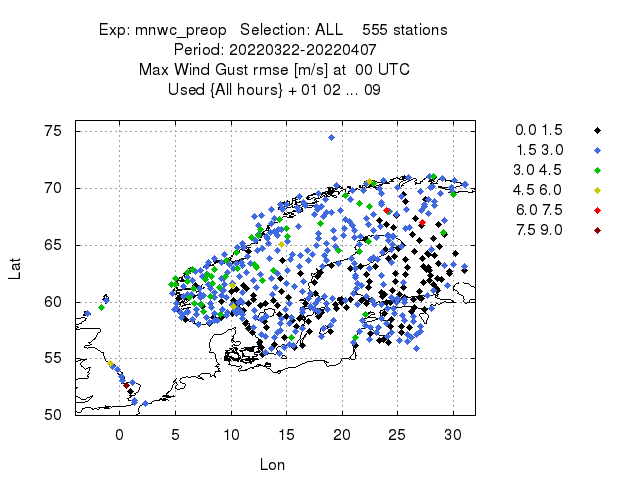 Exp: mnwc_preop   Selection: ALL    555 stations
Period: 20220322-20220407
Max Wind Gust rmse [m/s] at  00 UTC
Used {All hours} + 01 02 ... 09
75
70
65
60
55
50
Lat
0 5 10 15 20 25 30
Lon
0.0 1.5
1.5 3.0
3.0 4.5
4.5 6.0
6.0 7.5
7.5 9.0